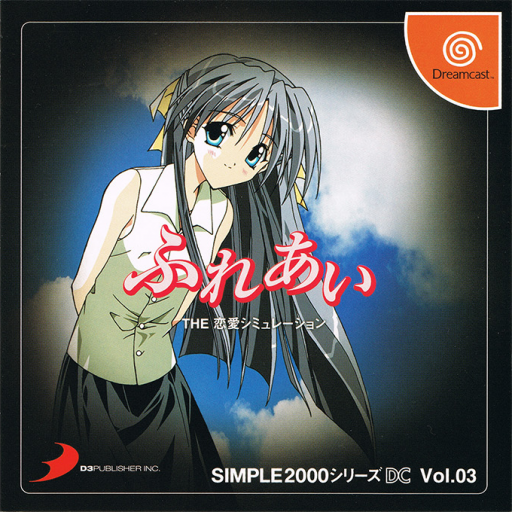 Dreamcast™
ふれあい
THE 恋愛シミュレーション
D3PUBLISHER INC.
SIMPLE2000シリーズ DC Vol.03